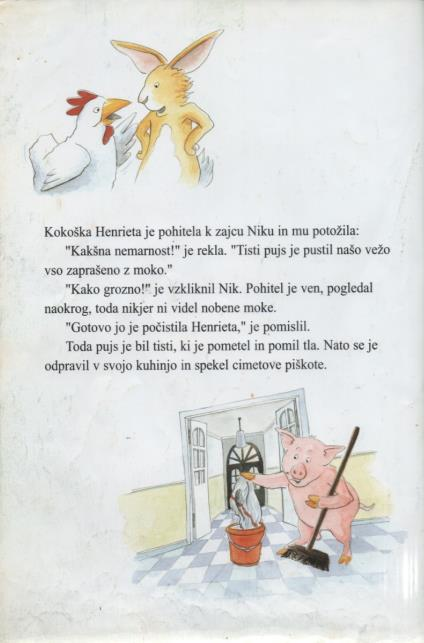 Kokoška Henrieta je pohitela k zajcu Niku in mu potožila:
"Kakšna nemarnost!" je rekla. "Tisti pujs je pustil našo vežo
vso zaprašeno z moko."
"Kako grozno!" je vzkliknil Nik. Pohitel je ven, pogledal
naokrog, toda nikjer ni videl nobene moke.
"Gotovo jo je počistila Henrieta," je pomislil.
Toda pujs je bil tisti, ki je pometel in pomil tla. Nato se je
odpravil v svojo kuhinjo in spekel cimetove piškote.